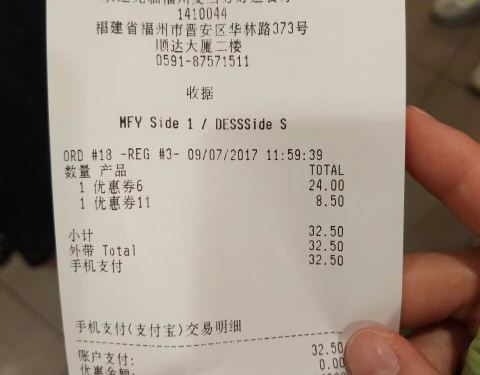 1410044
福建省福州市晋安区华林路373号
顺达大厦二楼
0591-87571511
收据
MFY Side 1 / DESSSide S
ORD #18 -REG #3- 09/07/2017 11:59:39
数量 产品 TOTAL
1 优惠券6 24.00
1 优惠券11 8.50
小计 32.50
外带 Total 32.50
手机支付 32.50
手机支付(支付宝)交易明细
账户支付: 32.50
优惠金额: 0.00